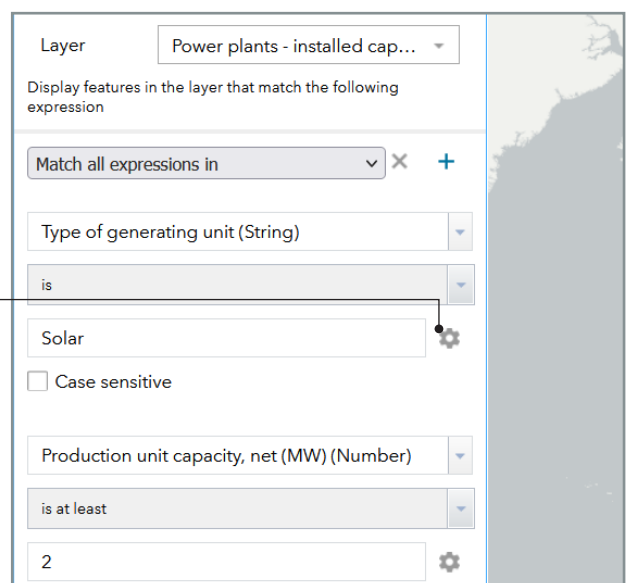 Layer
Power plants - installed cap...
Display features in the layer that match the following
expression
Match all expressions in
Type of generating unit (String)
is
Solar
Case sensitive
Production unit capacity, net (MW) (Number)
is at least
2